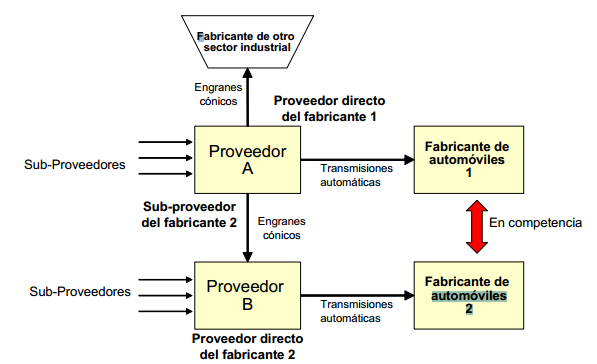 Fabricante de otro
sector industrial
Engranes
cónicos
Proveedor directo
del fabricante 1
Sub-Proveedores
Proveedor
A
Transmisiones
automáticas
Fabricante de
automóviles
1
Sub-proveedor
del fabricante 2
Engranes
cónicos
En competencia
Sub-Proveedores
Proveedor
B
Transmisiones
automáticas
Fabricante de
automóviles
2
Proveedor directo
del fabricante 2